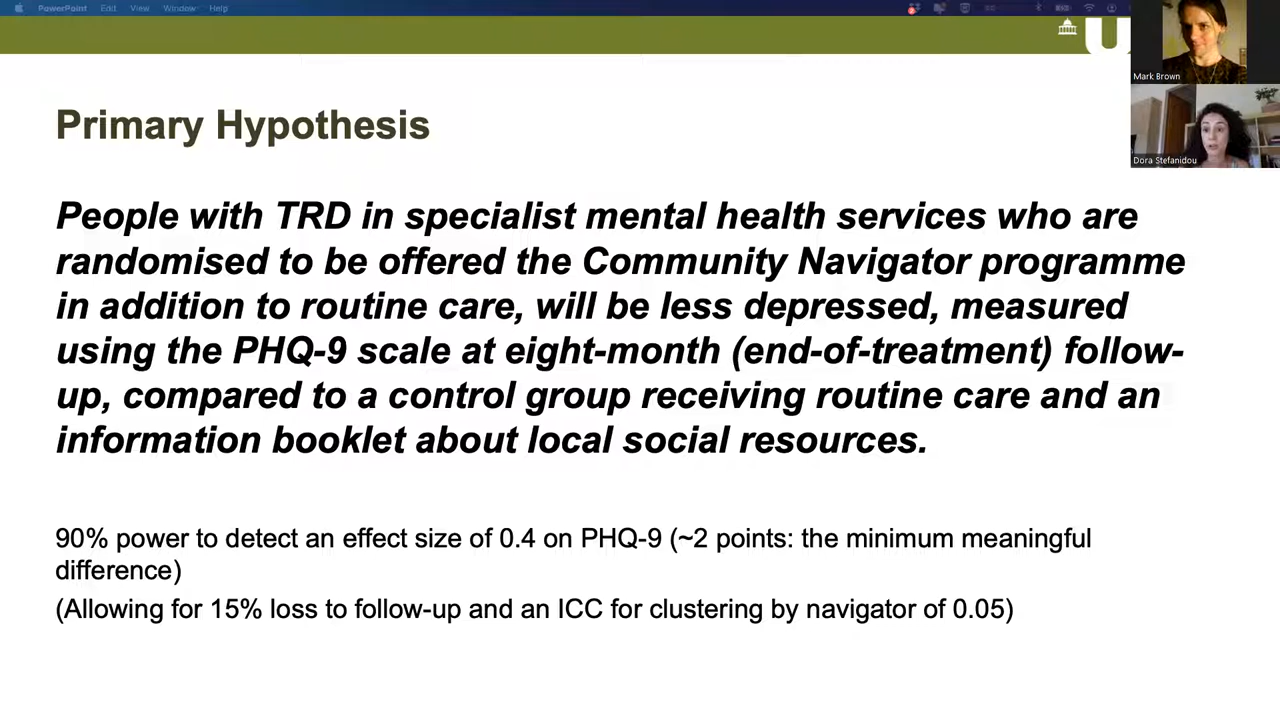 PowerPoint Edit View Window Help
U
Mark Brown
Dora Stefanidou
Primary Hypothesis
People with TRD in specialist mental health services who are
randomised to be offered the Community Navigator programme
in addition to routine care, will be less depressed, measured
using the PHQ-9 scale at eight-month (end-of-treatment) follow-
up, compared to a control group receiving routine care and an
information booklet about local social resources.
90% power to detect an effect size of 0.4 on PHQ-9 (~2 points: the minimum meaningful
difference)
(Allowing for 15% loss to follow-up and an ICC for clustering by navigator of 0.05)